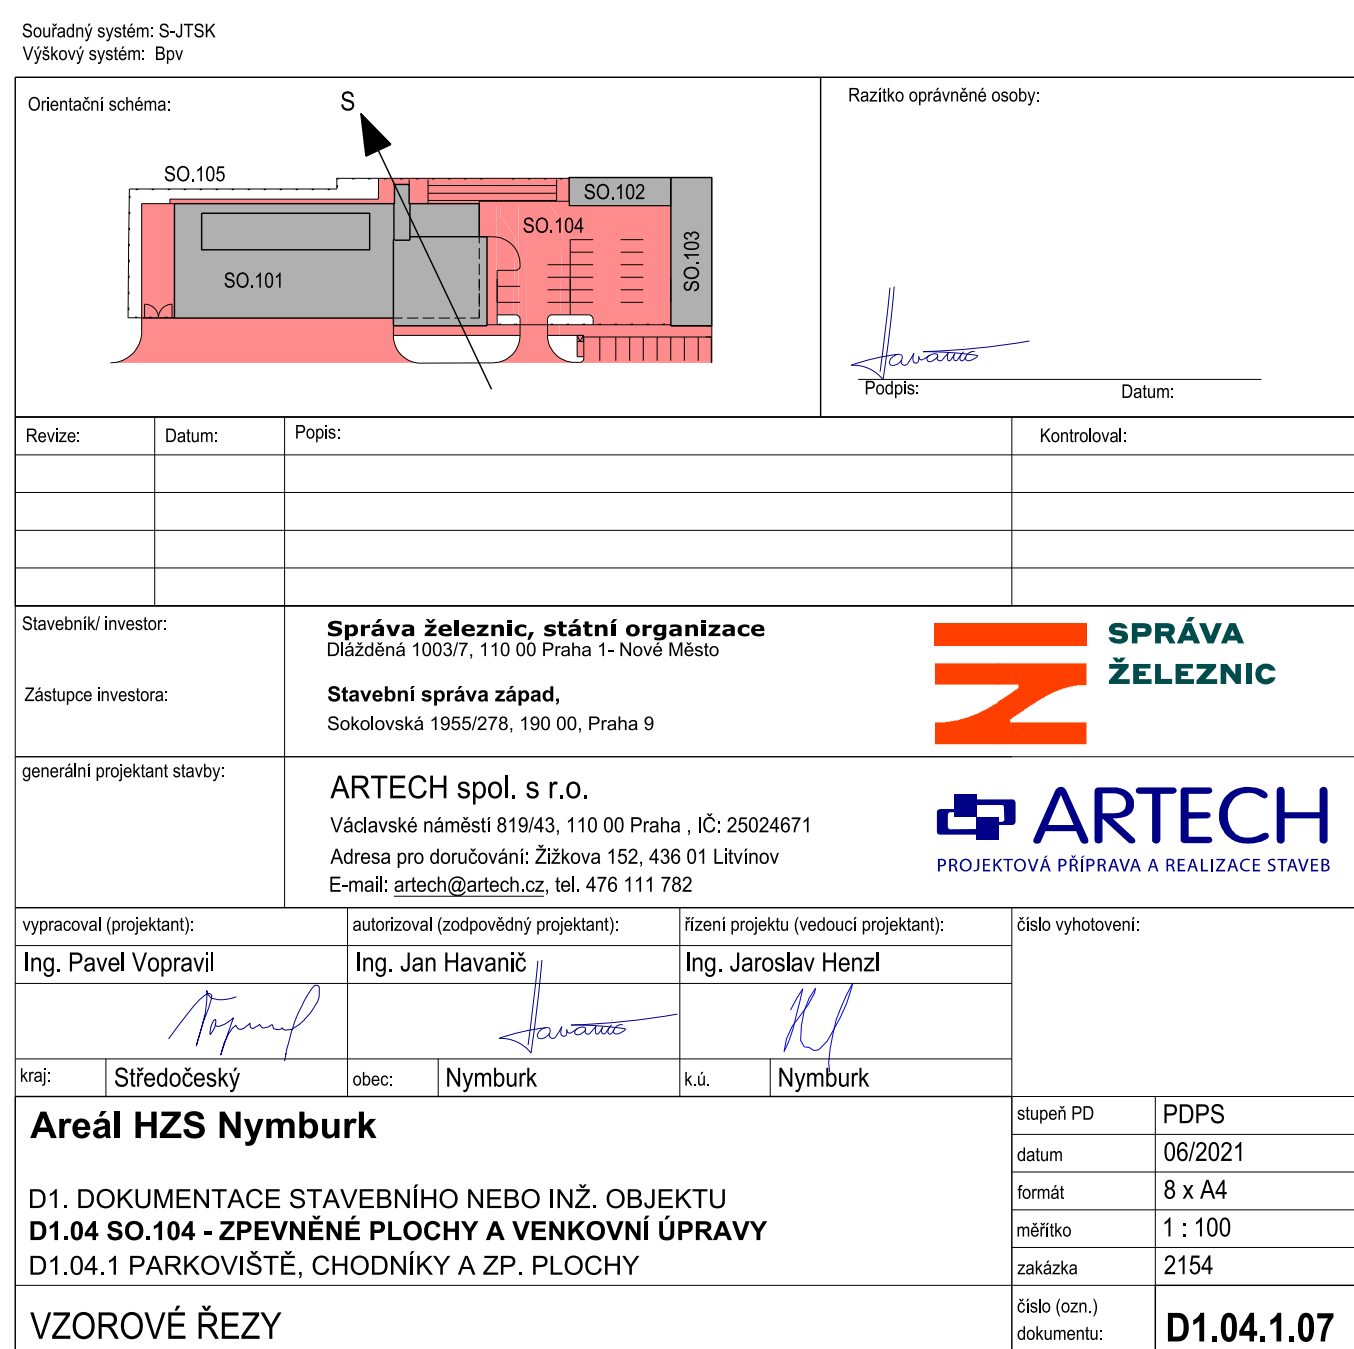 Souřadný systém: S-JTSK
Výškový systém: Bpv
Orientační schéma:
S
SO.105
SO.102
SO.104
SO.103
SO.101
Razítko oprávněné osoby:
Podpis:
Datum:
Revize:
Datum:
Popis:
Kontroloval:
Stavebník/ investor:
Správa železnic, státní organizace
Dlážděná 1003/7, 110 00 Praha 1- Nové Město
Zástupce investora:
Stavební správa západ,
Sokolovská 1955/278, 190 00, Praha 9
SPRÁVA
ŽELEZNIC
generální projektant stavby:
ARTECH spol. s r.o.
Václavské náměstí 819/43, 110 00 Praha , IČ: 25024671
Adresa pro doručování: Žižkova 152, 436 01 Litvínov
E-mail: artech@artech.cz, tel. 476 111 782
ARTECH
PROJEKTOVÁ PŘÍPRAVA A REALIZACE STAVEB
vypracoval (projektant):
autorizoval (zodpovědný projektant):
řízení projektu (vedoucí projektant):
číslo vyhotovení:
Ing. Pavel Vopravil
Ing. Jan Havanič
Ing. Jaroslav Henzl
kraj:
Středočeský
obec:
Nymburk
k.ú.
Nymburk
Areál HZS Nymburk
D1. DOKUMENTACE STAVEBNÍHO NEBO INŽ. OBJEKTU
D1.04 SO.104 - ZPEVNĚNÉ PLOCHY A VENKOVNÍ ÚPRAVY
D1.04.1 PARKOVIŠTĚ, CHODNÍKY A ZP. PLOCHY
VZOROVÉ ŘEZY
stupeň PD
PDPS
datum
06/2021
formát
8 x A4
měřítko
1 : 100
zakázka
2154
číslo (ozn.)
dokumentu:
D1.04.1.07